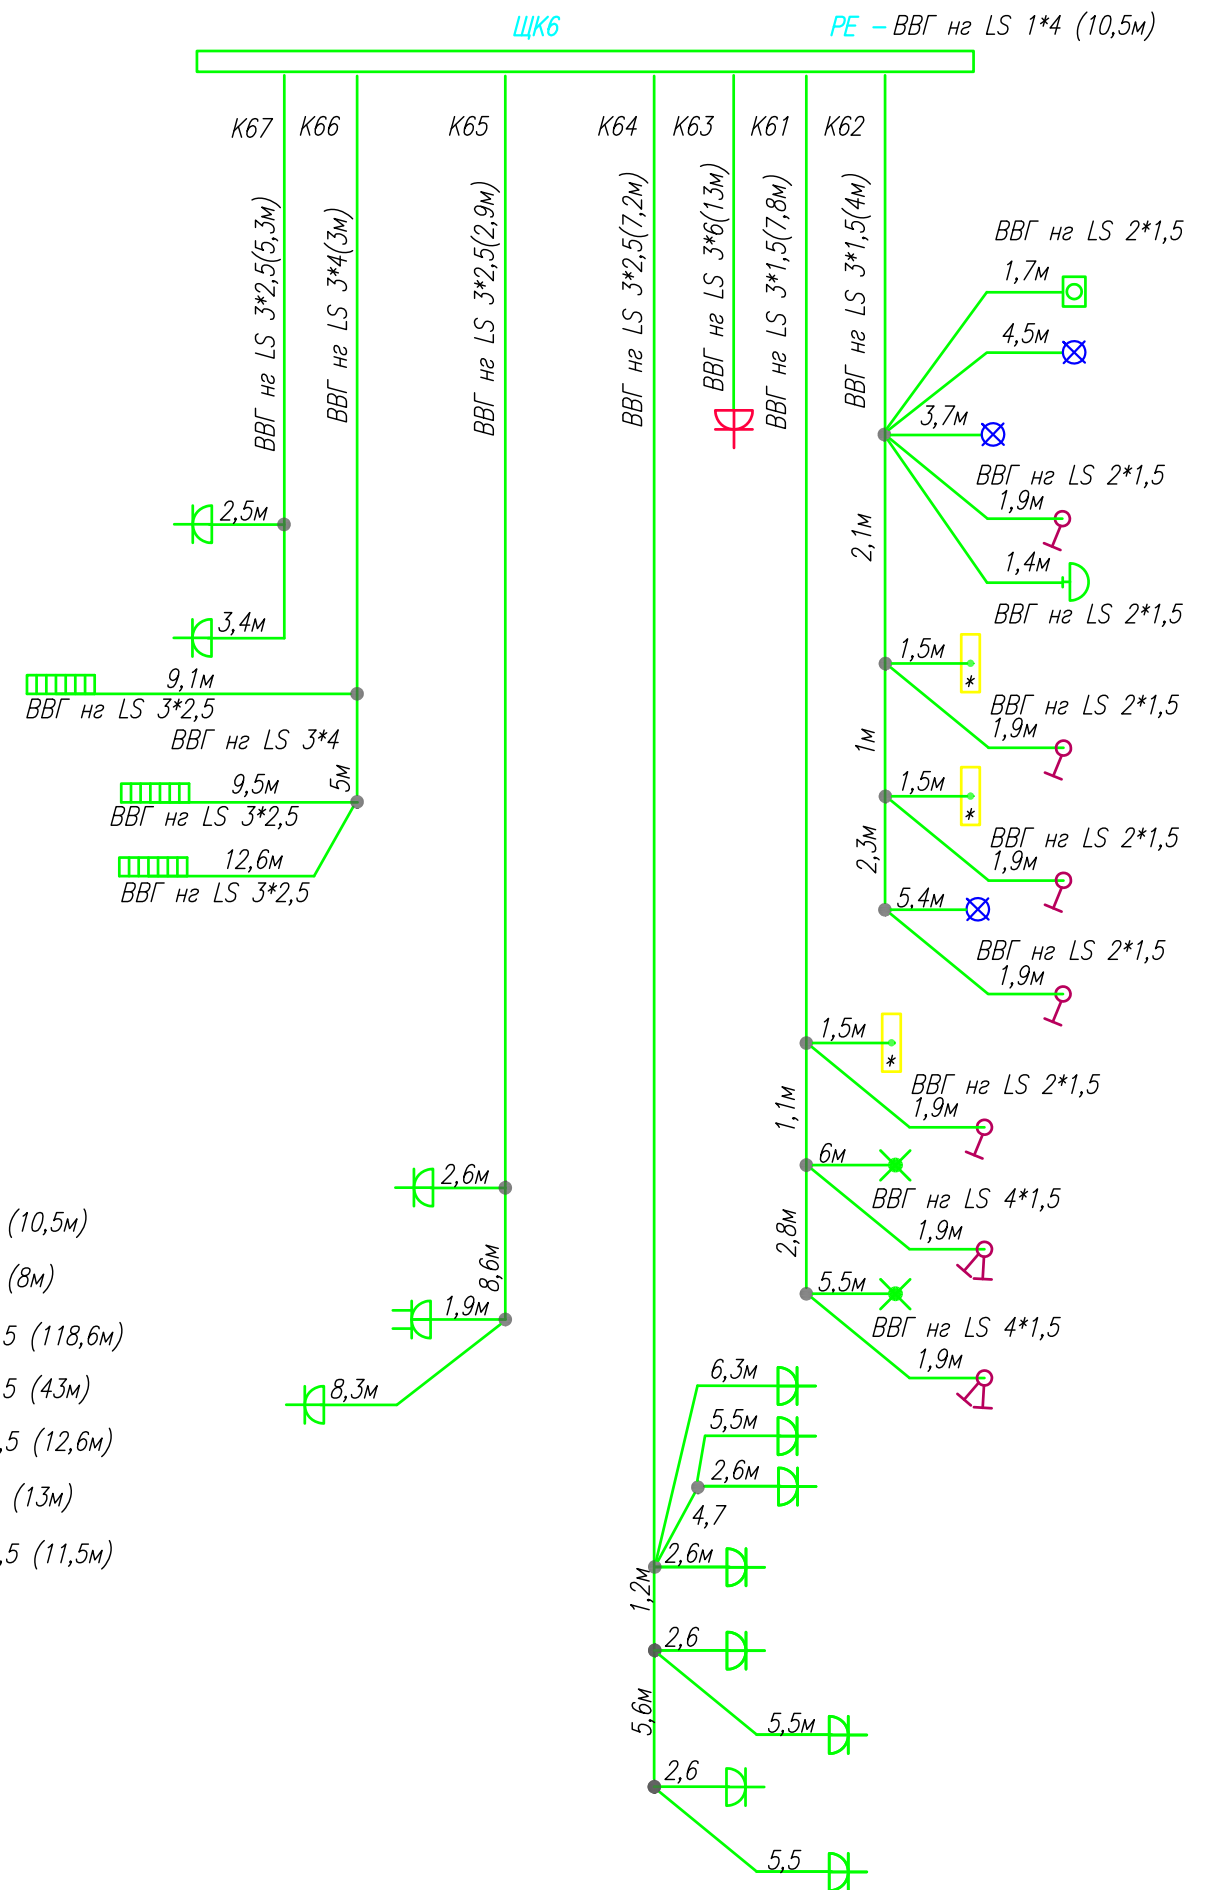 ЩК6
PE – ВВГ нг LS 1*4 (10,5м)
К67
К66
К65
К64
К63
К61
К62
ВВГ нг LS 3*2,5(5,3м)
ВВГ нг LS 3*4(3м)
ВВГ нг LS 3*2,5(2,9м)
ВВГ нг LS 3*2,5(7,2м)
ВВГ нг LS 3*6(13м)
ВВГ нг LS 3*1,5(7,8м)
ВВГ нг LS 3*1,5(4м)
ВВГ нг LS 2*1,5
1,7м
4,5м
3,7м
ВВГ нг LS 2*1,5
1,9м
2,1м
1,4м
ВВГ нг LS 2*1,5
2,5м
3,4м
1,5м
*
ВВГ нг LS 2*1,5
1,9м
1м
9,1м
ВВГ нг LS 3*2,5
ВВГ нг LS 3*4
5м
9,5м
ВВГ нг LS 3*2,5
12,6м
ВВГ нг LS 3*2,5
1,5м
*
ВВГ нг LS 2*1,5
1,9м
2,3м
5,4м
ВВГ нг LS 2*1,5
1,9м
1,5м
*
ВВГ нг LS 2*1,5
1,9м
1,1м
6м
ВВГ нг LS 4*1,5
1,9м
2,8м
5,5м
ВВГ нг LS 4*1,5
1,9м
2,6м
8,6м
1,9м
8,3м
(10,5м)
(8м)
5 (118,6м)
5 (43м)
,5 (12,6м)
(13м)
,5 (11,5м)
6,3м
5,5м
2,6м
4,7
2,6м
1,2м
2,6
5,6м
5,5м
2,6
5,5